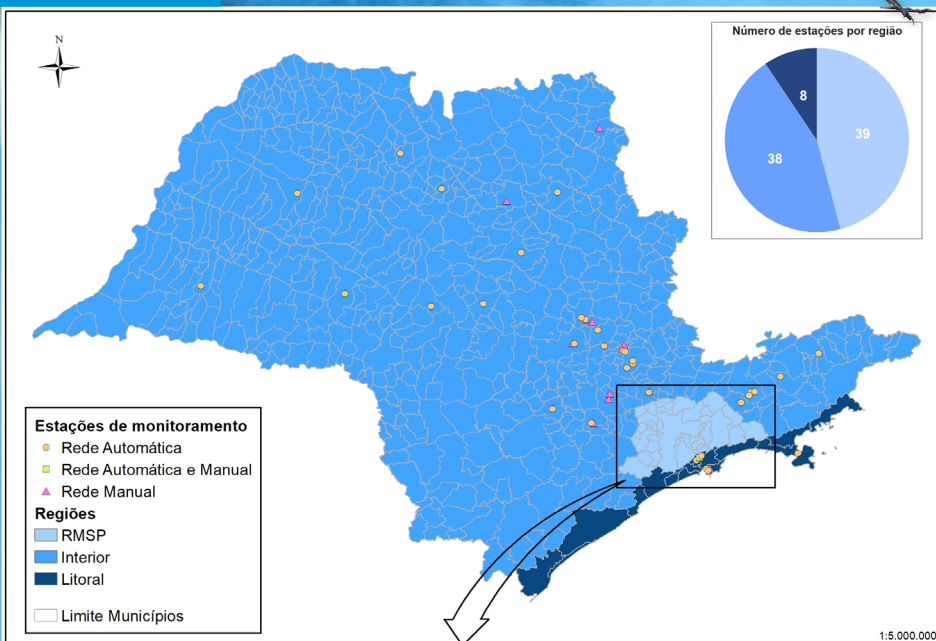 N
Número de estações por região
8
39
38
Estações de monitoramento
Rede Automática
Rede Automática e Manual
Rede Manual
Regiões
RMSP
Interior
Litoral
Limite Municípios
1:5.000.000